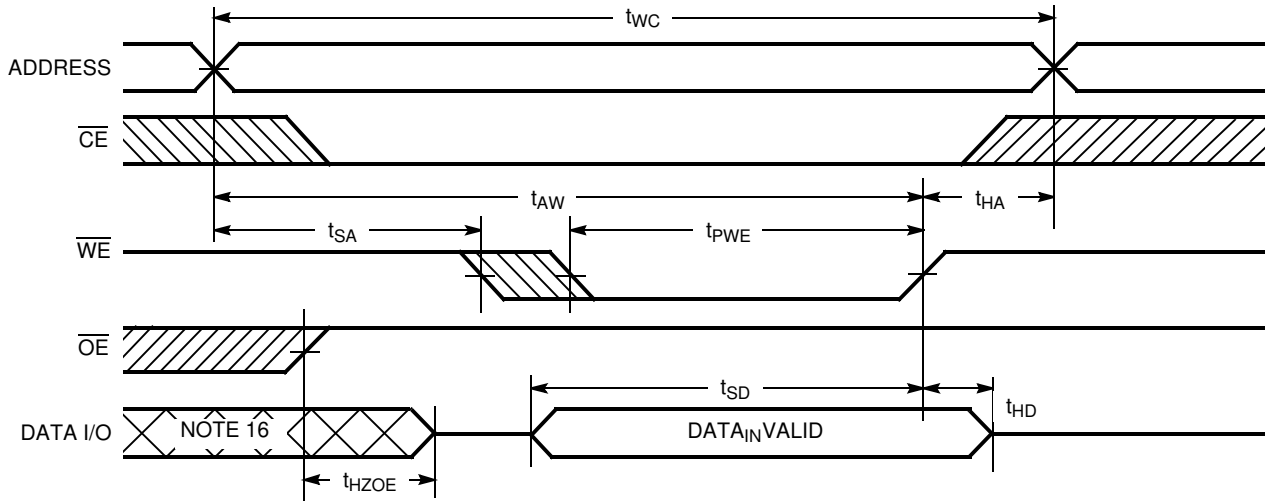 tWC
ADDRESS
CE
tAW
tHA
tSA
tPWE
WE
OE
tSD
tHD
DATA I/O
NOTE 16
DATAINVALID
tHZOE